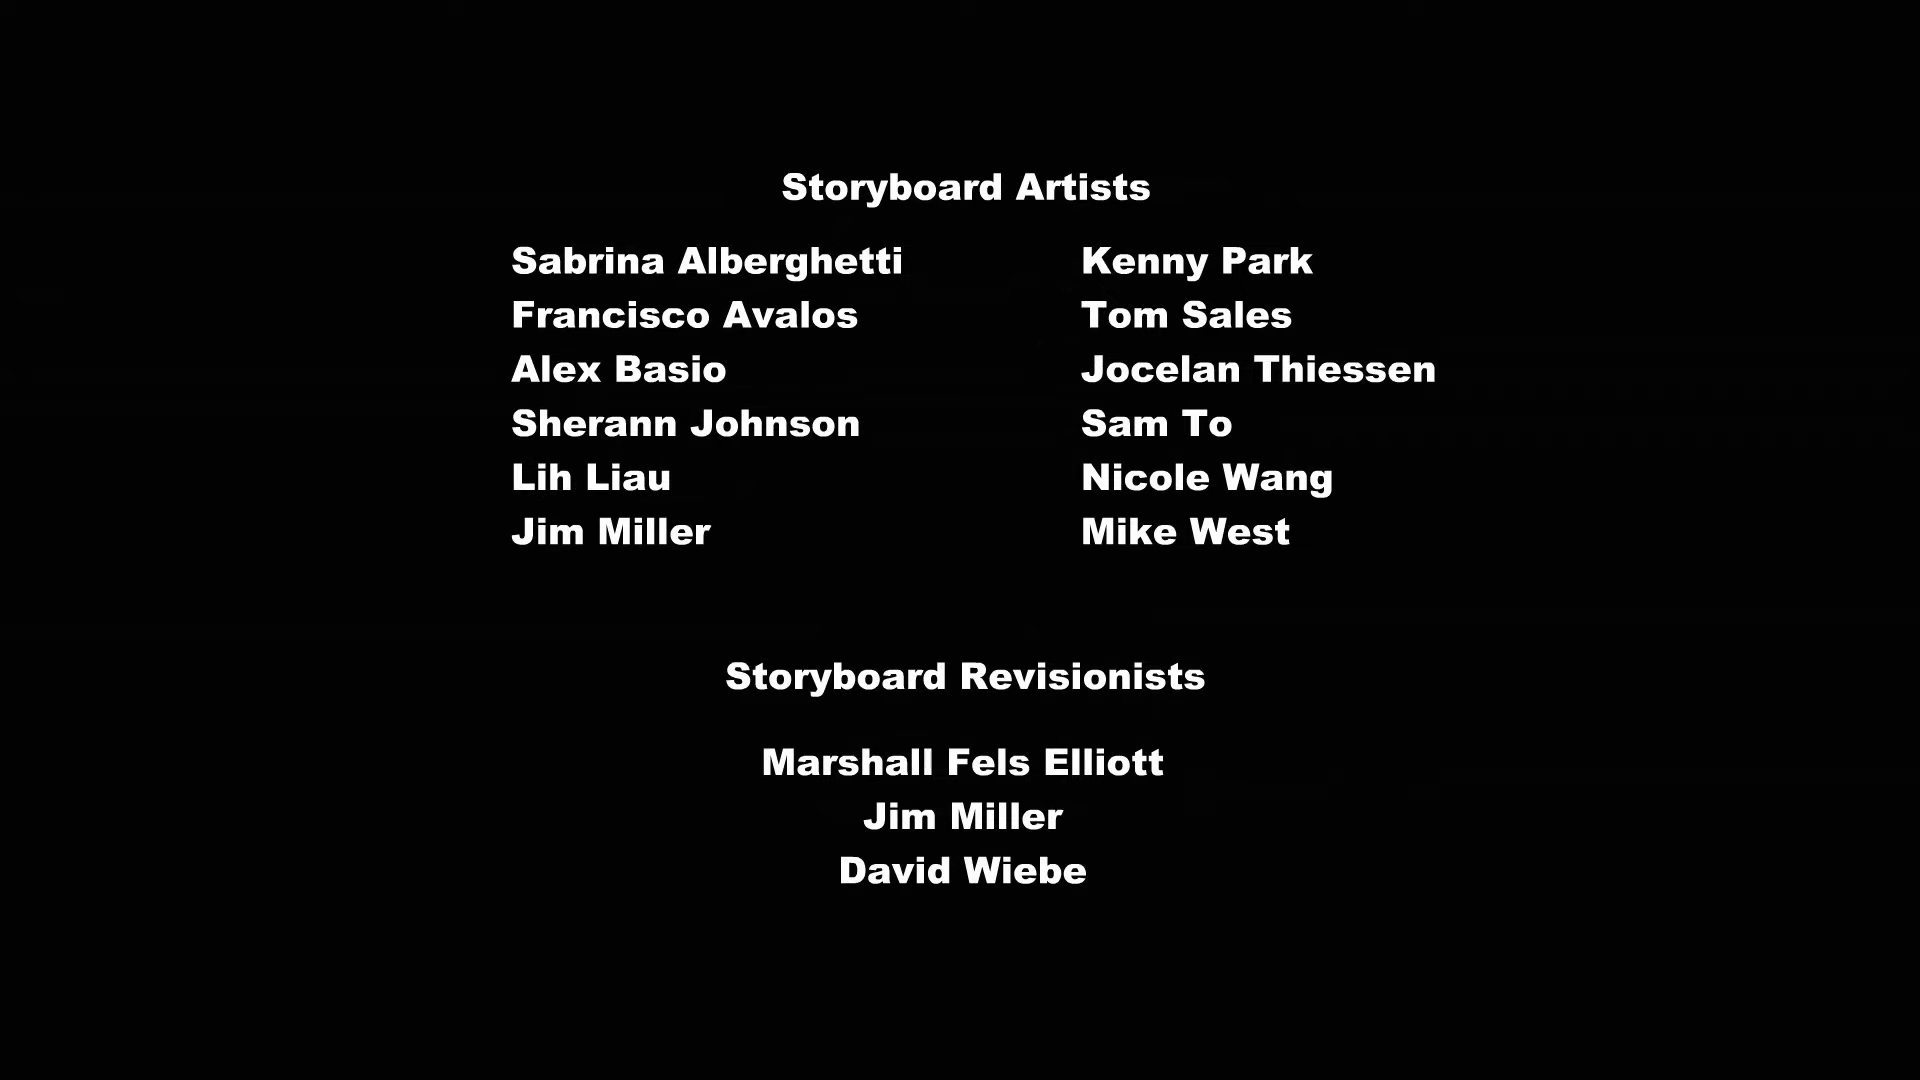 Storyboard Artists
Sabrina Alberghetti
Francisco Avalos
Alex Basio
Sherann Johnson
Lih Liau
Jim Miller
Kenny Park
Tom Sales
Jocelan Thiessen
Sam To
Nicole Wang
Mike West
Storyboard Revisionists
Marshall Fels Elliott
Jim Miller
David Wiebe